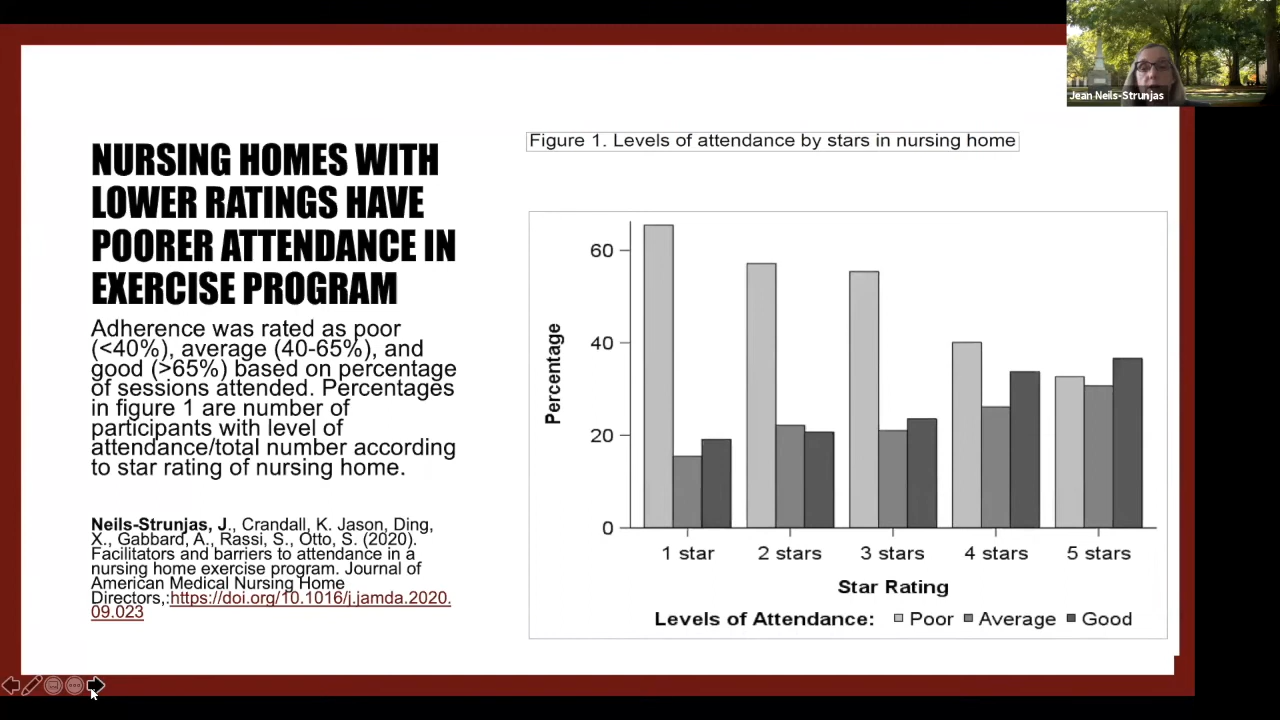 Jean Neils-Strunjas
NURSING HOMES WITH
LOWER RATINGS HAVE
POORER ATTENDANCE IN
EXERCISE PROGRAM
Adherence was rated as poor
(<40%), average (40-65%), and
good (>65%) based on percentage
of sessions attended. Percentages
in figure 1 are number of
participants with level of
attendance/total number according
to star rating of nursing home.
Neils-Strunjas, J., Crandall, K. Jason, Ding,
X., Gabbard, A., Rassi, S., Otto, S. (2020).
Facilitators and barriers to attendance in a
nursing home exercise program. Journal of
American Medical Nursing Home
Directors,:https://doi.org/10.1016/j.jamda.2020.
09.023
Figure 1. Levels of attendance by stars in nursing home
Percentage
60
40
20
0
1 star
2 stars
3 stars
4 stars
5 stars
Star Rating
Levels of Attendance: Poor Average Good